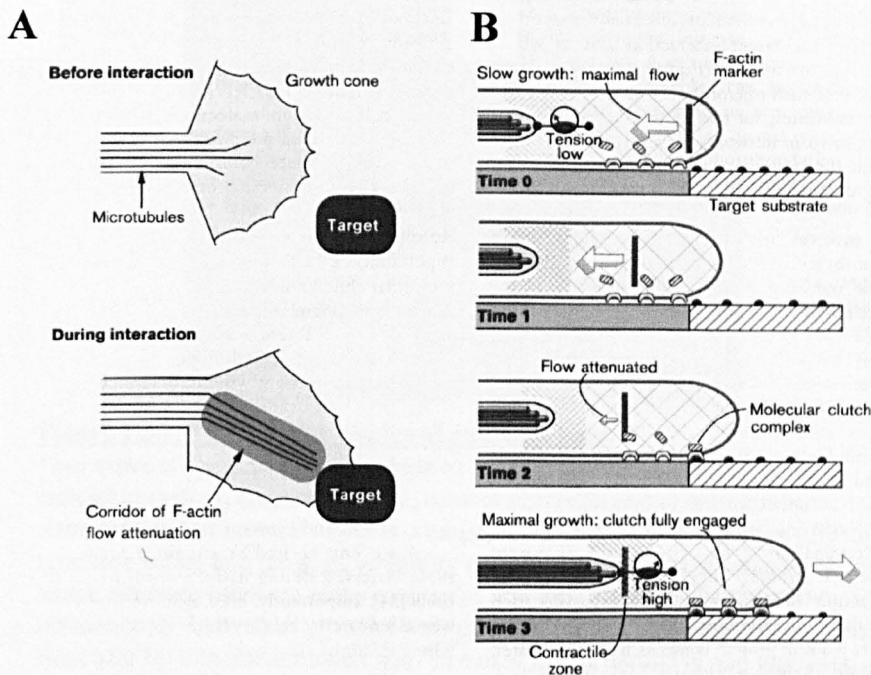 A
Before interaction
Growth cone
Microtubules
Target
During interaction
Target
Corridor of F-actin
flow attenuation
B
F-actin
marker
Slow growth: maximal flow
Tension
low
Time 0
Target substrate
Time 1
Flow attenuated
Molecular clutch
complex
Time 2
Maximal growth: clutch fully engaged
Tension
high
Time 3
Contractile
zone